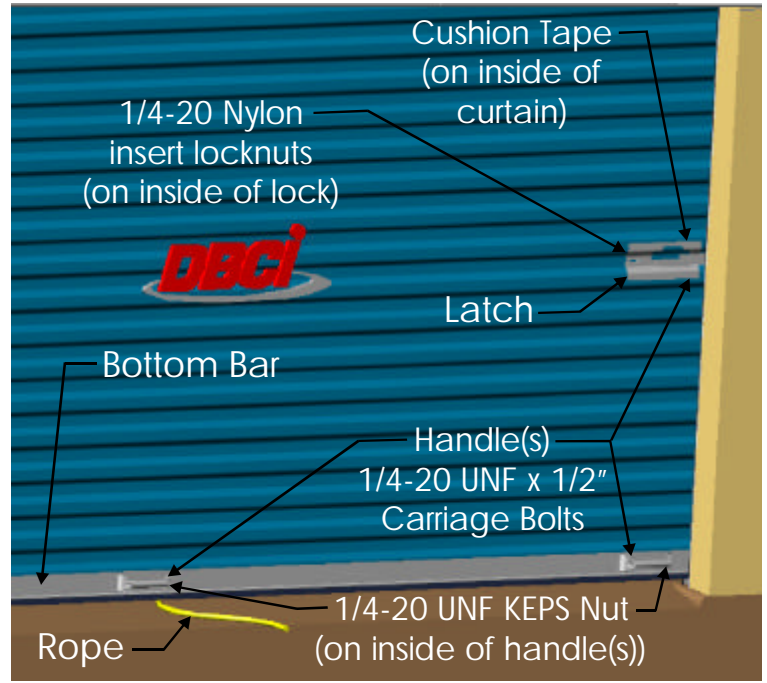 Cushion Tape
(on inside of
curtain)
1/4-20 Nylon
insert locknuts
(on inside of lock)
DBCi
Latch
Bottom Bar
Handle(s)
1/4-20 UNF x 1/2"
Carriage Bolts
1/4-20 UNF KEPS Nut
(on inside of handle(s))
Rope